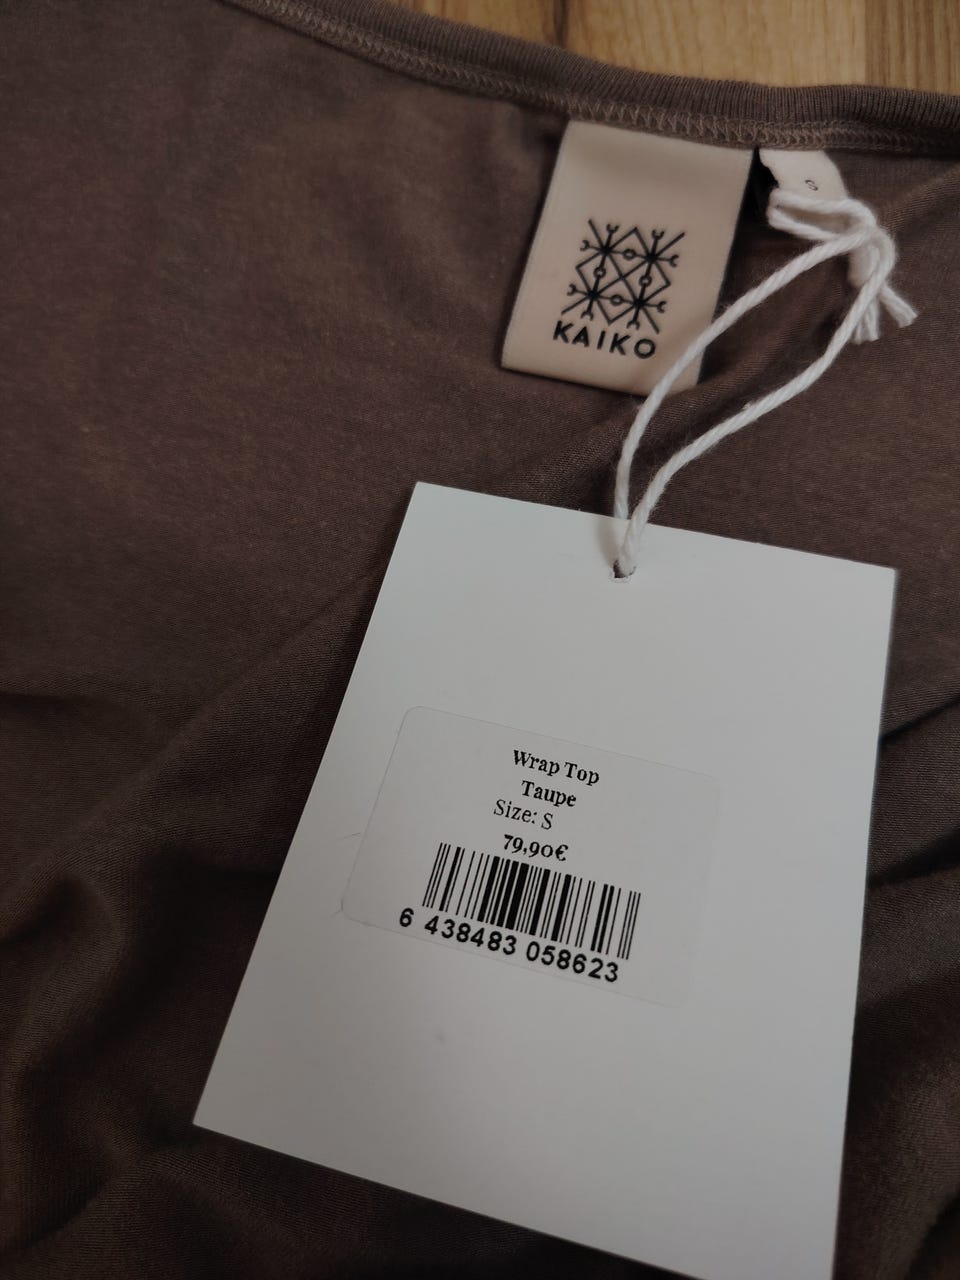 S
KAIKO
Wrap Top
Taupe
Size: S
79,90€
6 438483 058623